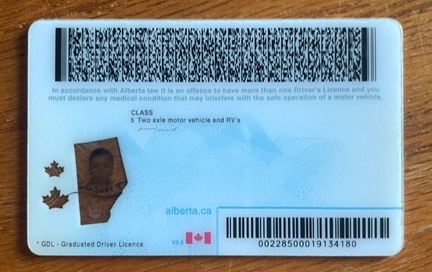 In accordance with Alberta law it is an offence to have more than one Driver's Licence and you
must declare any medical condition that may interfere with the safe operation of a motor vehicle.
CLASS
5 Two axle motor vehicle and RV's
alberta.ca
* GDL - Graduated Driver Licence
00228500019134180